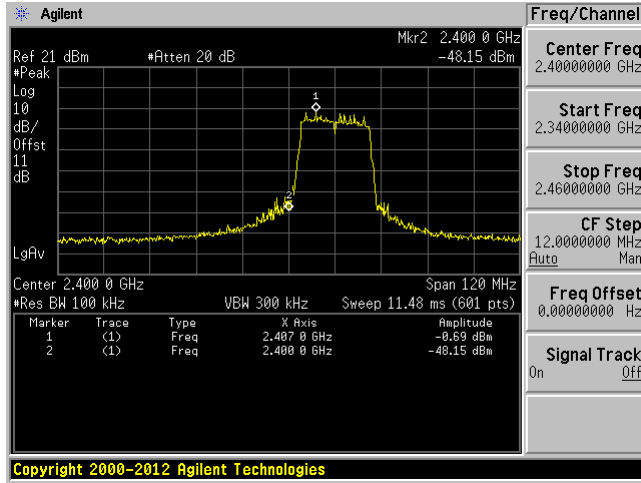 Agilent
Freq/Channel
Mkr2 2.400 0 GHz
Ref 21 dBm #Atten 20 dB -48.15 dBm
#Peak
Log
10
dB/
Offst
11
dB
LgAv
1
2
Center 2.400 0 GHz Span 120 MHz
#Res BW 100 kHz VBW 300 kHz Sweep 11.48 ms (601 pts)
Marker Trace Type X Axis Amplitude
1 (1) Freq 2.407 0 GHz -0.69 dBm
2 (1) Freq 2.400 0 GHz -48.15 dBm
Center Freq
2.40000000 GHz
Start Freq
2.34000000 GHz
Stop Freq
2.46000000 GHz
CF Step
12.0000000 MHz
Auto Man
Freq Offset
0.00000000 Hz
Signal Track
On Off
Copyright 2000-2012 Agilent Technologies